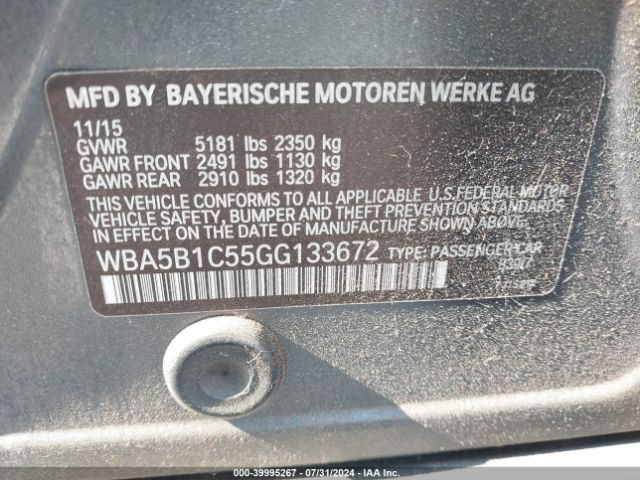 MFD BY BAYERISCHE MOTOREN WERKE AG
11/15
GVWR 5181 lbs 2350 kg
GAWR FRONT 2491 lbs 1130 kg
GAWR REAR 2910 lbs 1320 kg
THIS VEHICLE CONFORMS TO ALL APPLICABLE U.S.FEDERAL MOTOR
VEHICLE SAFETY, BUMPER AND THEFT PREVENTION STANDARDS
IN EFFECT ON THE DATE OF MANUFACTURE SHOWN ABOVE.
WBA5B1C55GG133672 TYPE: PASSENGER CAR
000-39995267 - 07/31/2024 - IAA Inc.